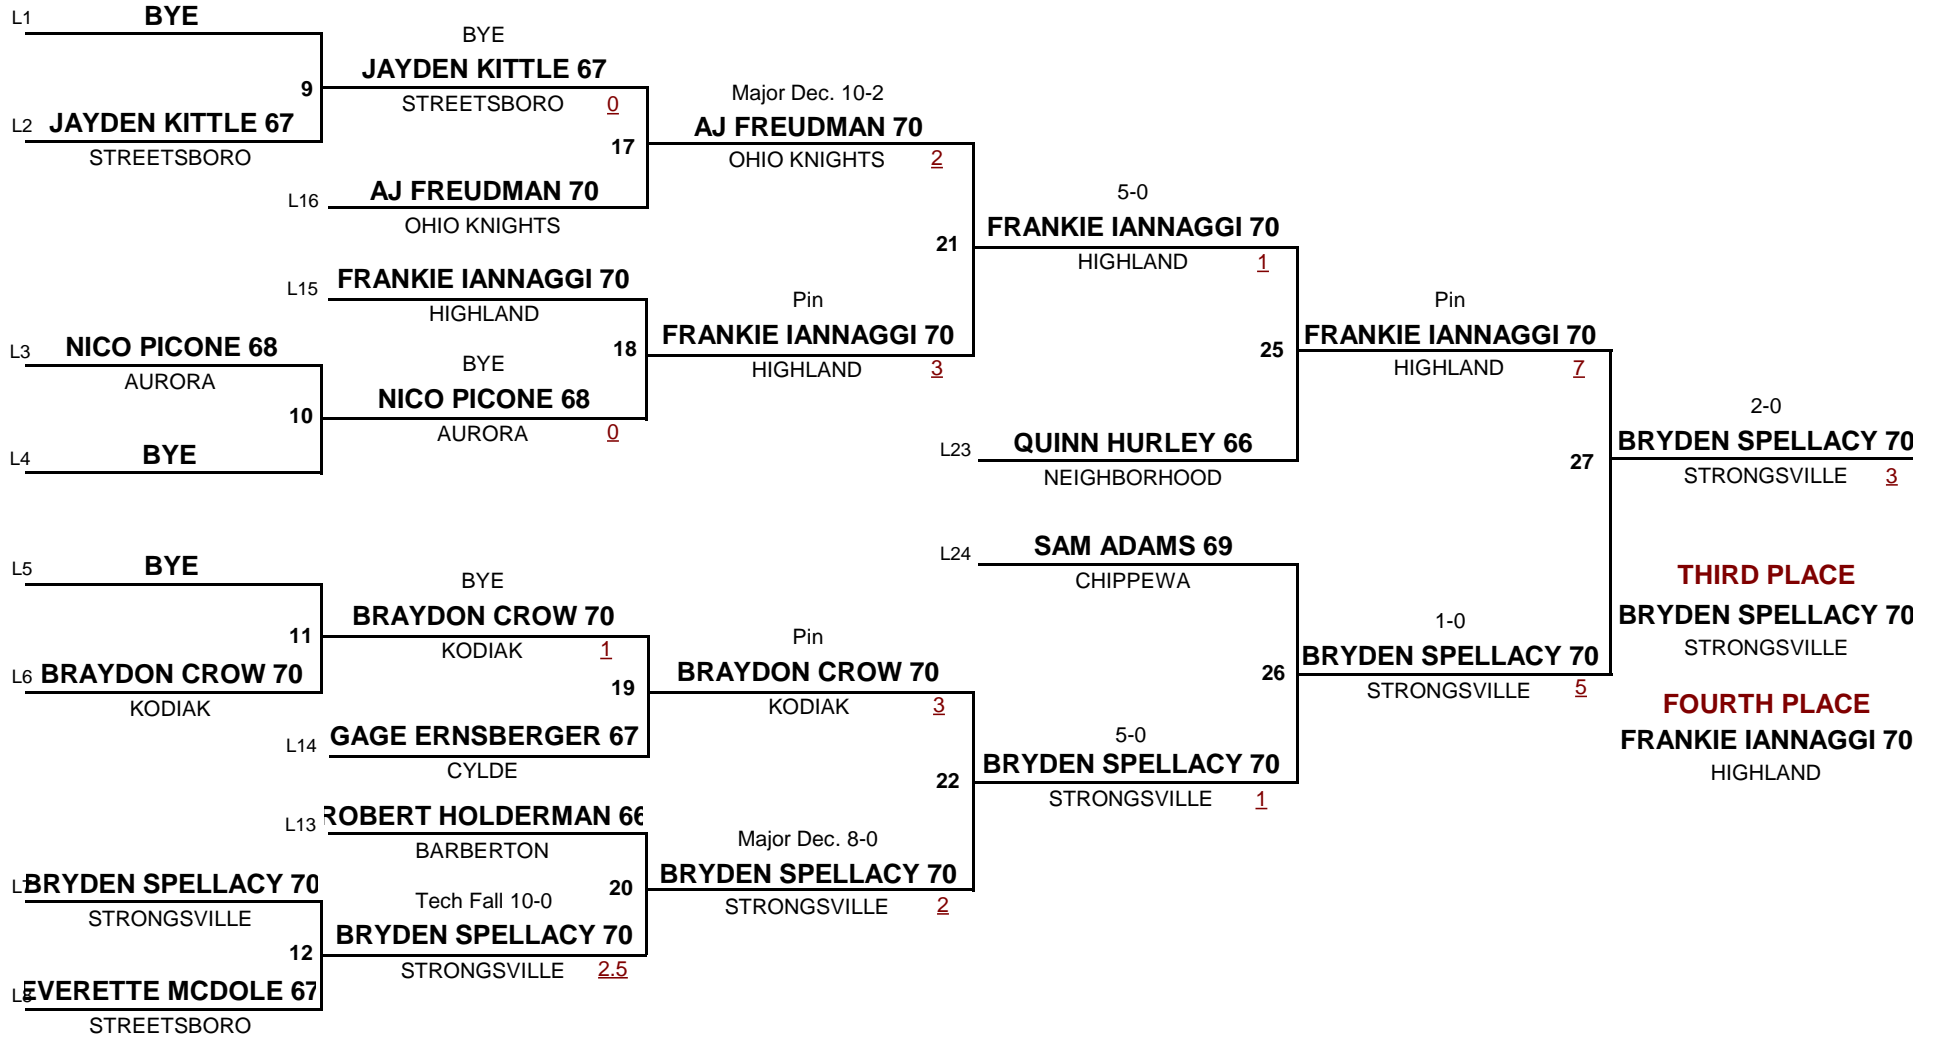 L1 BYE
BYE
JAYDEN KITTLE 67
9
STREETSBORO 0
L2 JAYDEN KITTLE 67
STREETSBORO
17
Major Dec. 10-2
AJ FREUDMAN 70
OHIO KNIGHTS 2
L16 AJ FREUDMAN 70
OHIO KNIGHTS
21
5-0
FRANKIE IANNAGGI 70
HIGHLAND 1
L15 FRANKIE IANNAGGI 70
HIGHLAND
18
Pin
FRANKIE IANNAGGI 70
HIGHLAND 3
L3 NICO PICONE 68
AURORA
BYE
10
NICO PICONE 68
AURORA 0
L4 BYE
25
Pin
FRANKIE IANNAGGI 70
HIGHLAND 7
L23 QUINN HURLEY 66
NEIGHBORHOOD
27
2-0
BRYDEN SPELLACY 70
STRONGSVILLE 3
L24 SAM ADAMS 69
CHIPPEWA
L5 BYE
BYE
BRAYDON CROW 70
11
KODIAK 1
L6 BRAYDON CROW 70
KODIAK
19
Pin
BRAYDON CROW 70
KODIAK 3
L14 GAGE ERNSBERGER 67
CYLDE
26
1-0
BRYDEN SPELLACY 70
STRONGSVILLE 5
22
5-0
BRYDEN SPELLACY 70
STRONGSVILLE 1
L13 ROBERT HOLDERMAN 66
BARBERTON
20
Major Dec. 8-0
BRYDEN SPELLACY 70
STRONGSVILLE 2
L7 BRYDEN SPELLACY 70
STRONGSVILLE
Tech Fall 10-0
12
BRYDEN SPELLACY 70
STRONGSVILLE 2.5
L8 EVERETTE MCDOLE 67
STREETSBORO
THIRD PLACE
BRYDEN SPELLACY 70
STRONGSVILLE
FOURTH PLACE
FRANKIE IANNAGGI 70
HIGHLAND